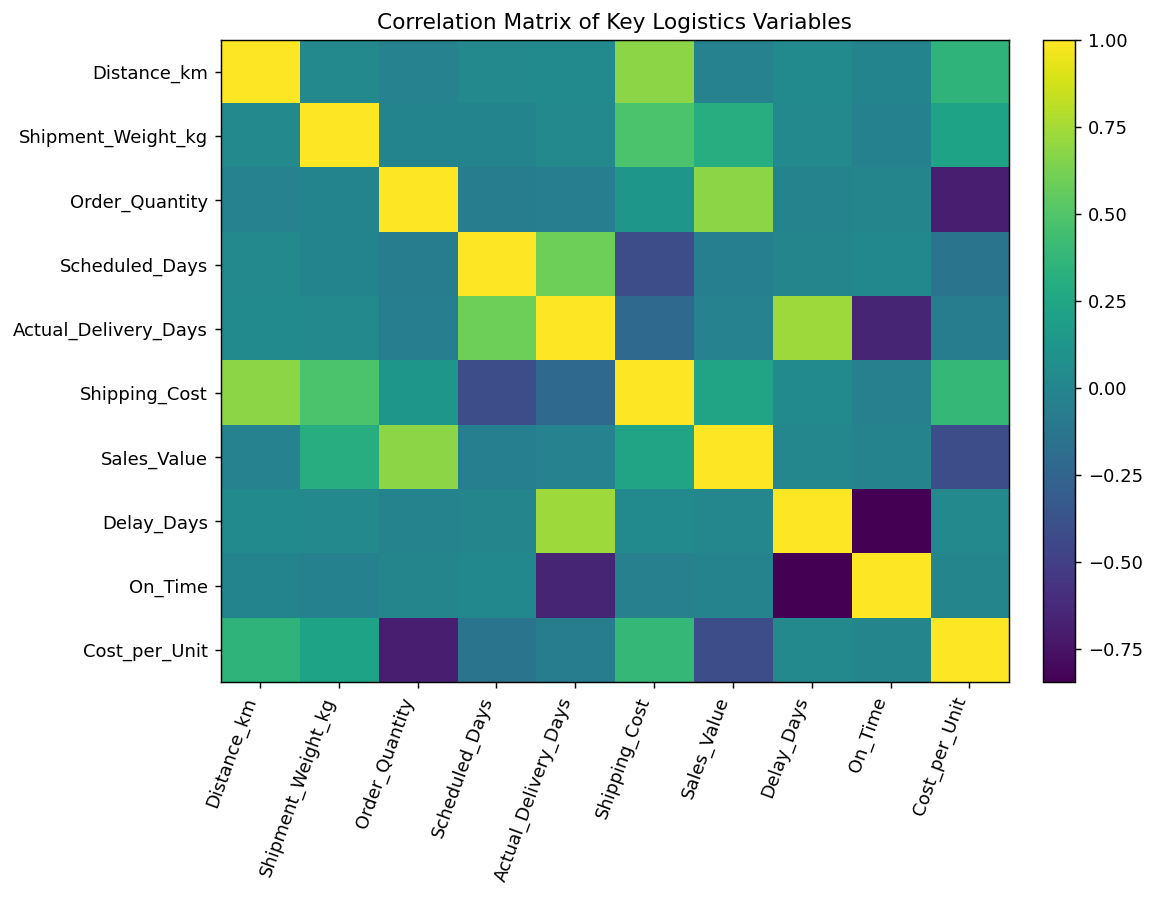 Correlation Matrix of Key Logistics Variables
Distance_km
Shipment_Weight_kg
Order_Quantity
Scheduled_Days
Actual_Delivery_Days
Shipping_Cost
Sales_Value
Delay_Days
On_Time
Cost_per_Unit
Distance_km
Shipment_Weight_kg
Order_Quantity
Scheduled_Days
Actual_Delivery_Days
Shipping_Cost
Sales_Value
Delay_Days
On_Time
Cost_per_Unit
1.00
0.75
0.50
0.25
0.00
−0.25
−0.50
−0.75